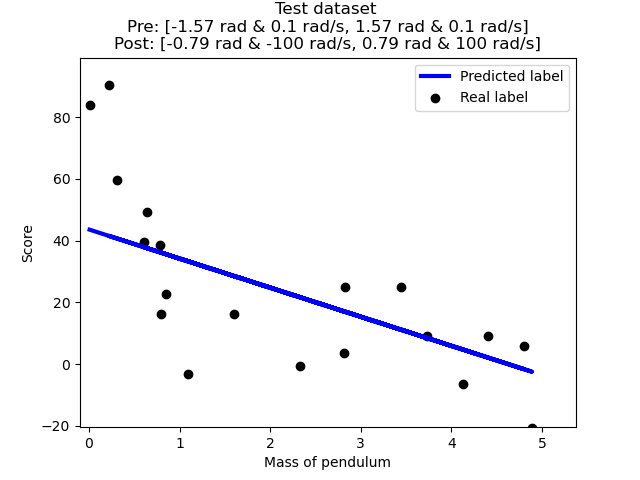 Test dataset
Pre: [-1.57 rad & 0.1 rad/s, 1.57 rad & 0.1 rad/s]
Post: [-0.79 rad & -100 rad/s, 0.79 rad & 100 rad/s]
Predicted label
Real label
80
60
40
20
0
−20
Score
0 1 2 3 4 5
Mass of pendulum